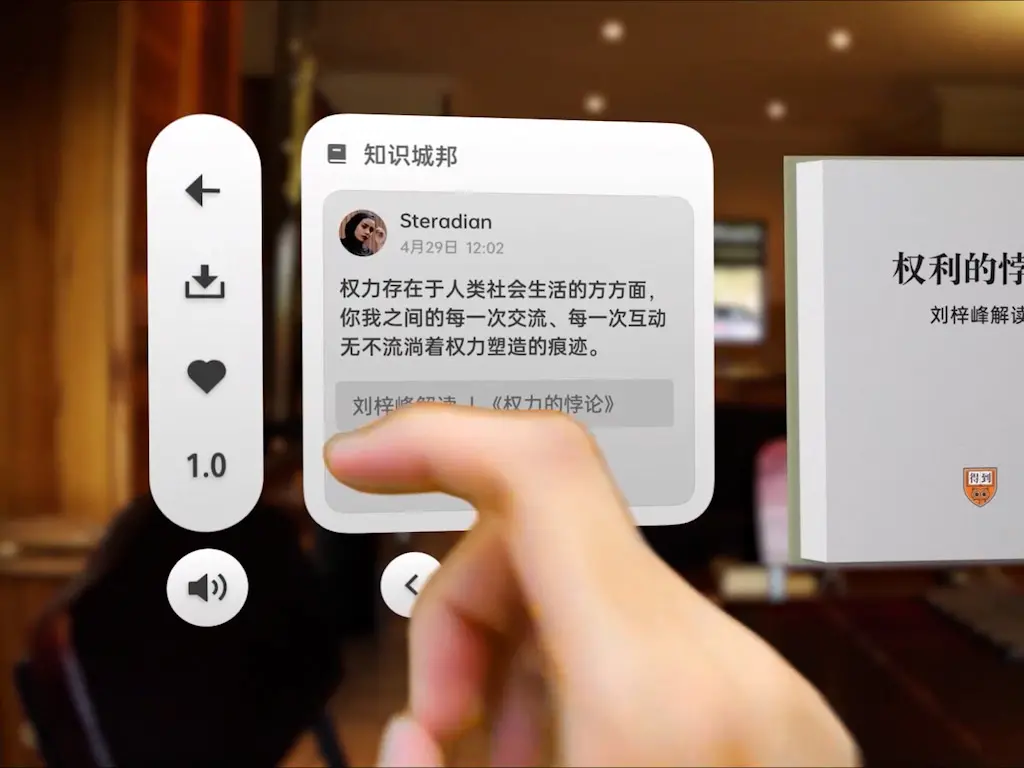 知识城邦
Steradian
4月29日 12:02
权力存在于人类社会生活的方方面，
你我之间的每一次交流、每一次互动
无不流淌着权力塑造的痕迹。
刘梓峰解读 | 《权力的悖论》
1.0
权利的悖
刘梓峰解读
得到